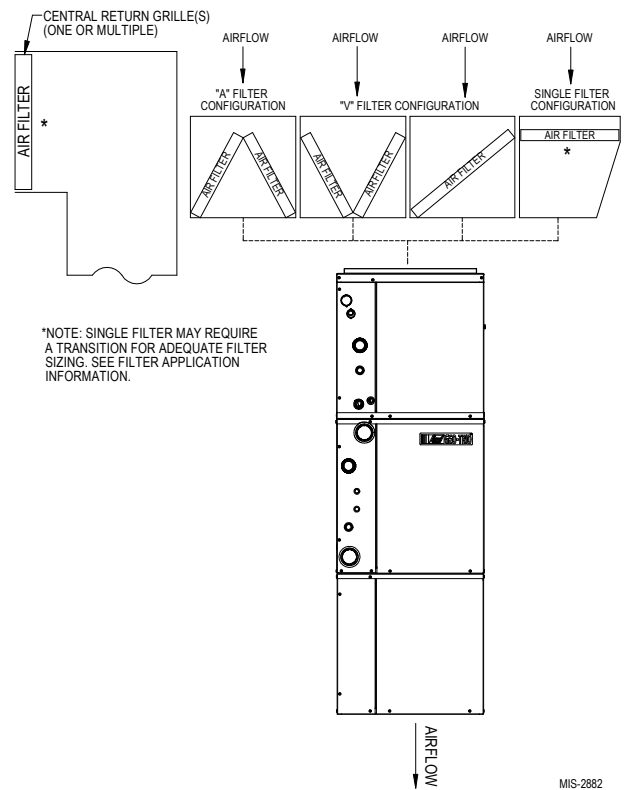 CENTRAL RETURN GRILLE(S)
(ONE OR MULTIPLE)
AIR FILTER
*
AIRFLOW
AIRFLOW
AIRFLOW
AIRFLOW
"A" FILTER
CONFIGURATION
"V" FILTER CONFIGURATION
SINGLE FILTER
CONFIGURATION
AIR FILTER
AIR FILTER
AIR FILTER
AIR FILTER
AIR FILTER
AIR FILTER
*
*NOTE: SINGLE FILTER MAY REQUIRE
A TRANSITION FOR ADEQUATE FILTER
SIZING. SEE FILTER APPLICATION
INFORMATION.
GEO-TEC
AIRFLOW
MIS-2882